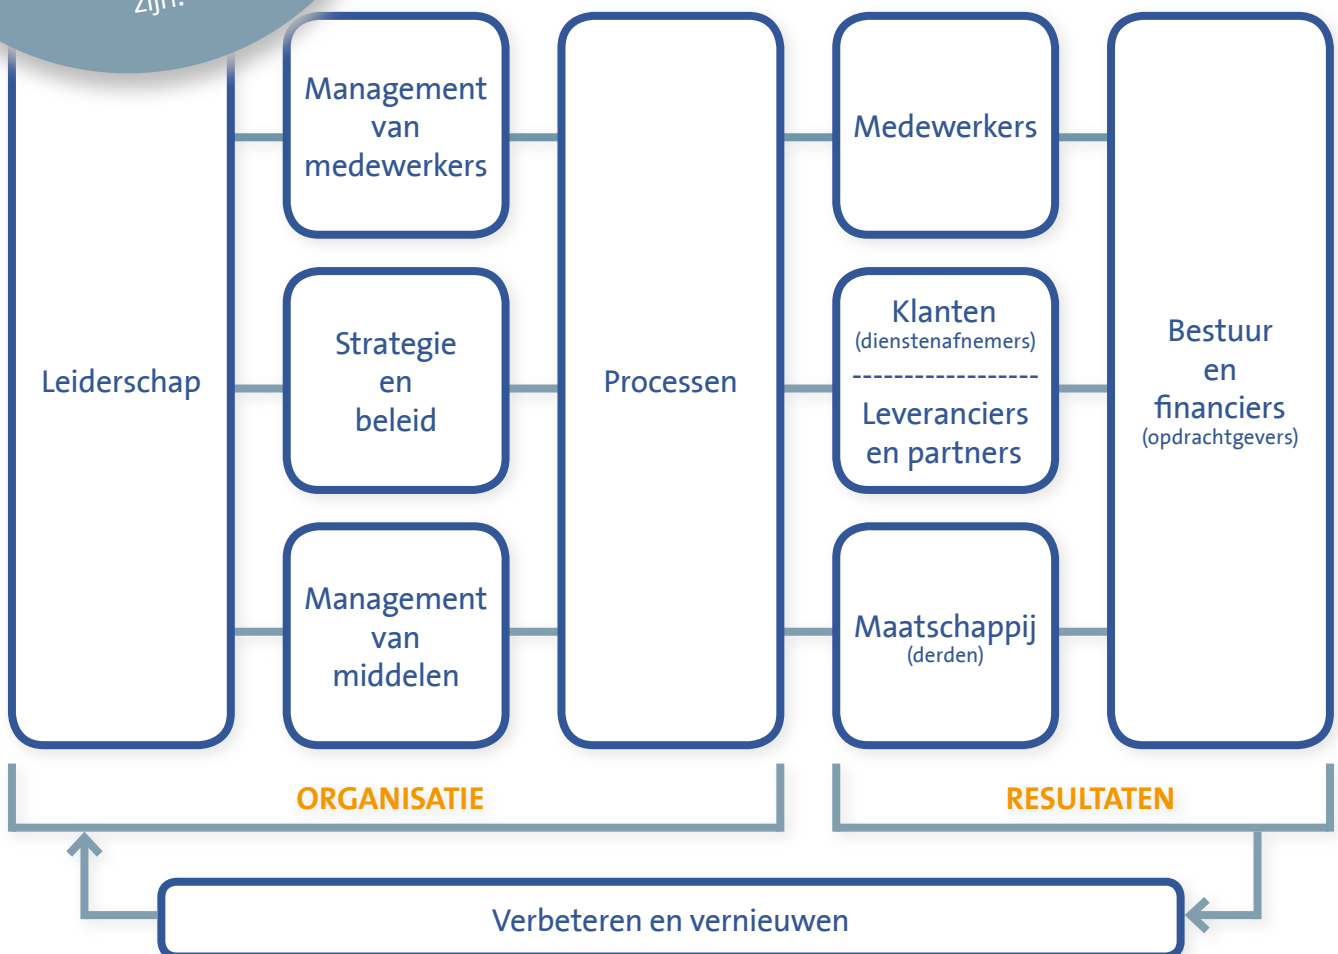 zijn.
Leiderschap
Management
van
medewerkers
Strategie
en
beleid
Management
van
middelen
Processen
Medewerkers
Klanten
(dienstenafnemers)
------------------
Leveranciers
en partners
Maatschappij
(derden)
Bestuur
en
financiers
(opdrachtgevers)
ORGANISATIE
RESULTATEN
Verbeteren en vernieuwen